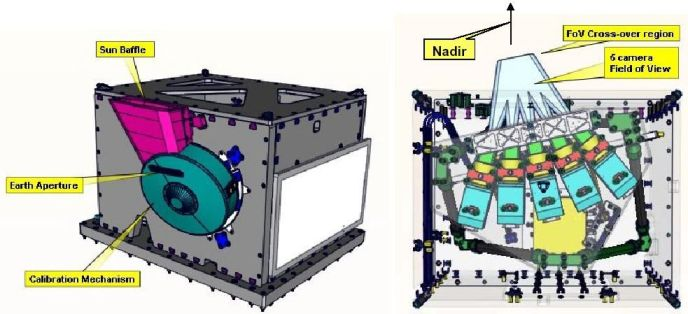 Sun Baffle
Earth Aperture
Calibration Mechanism
Nadir
FoV Cross-over region
6 camera
Field of View